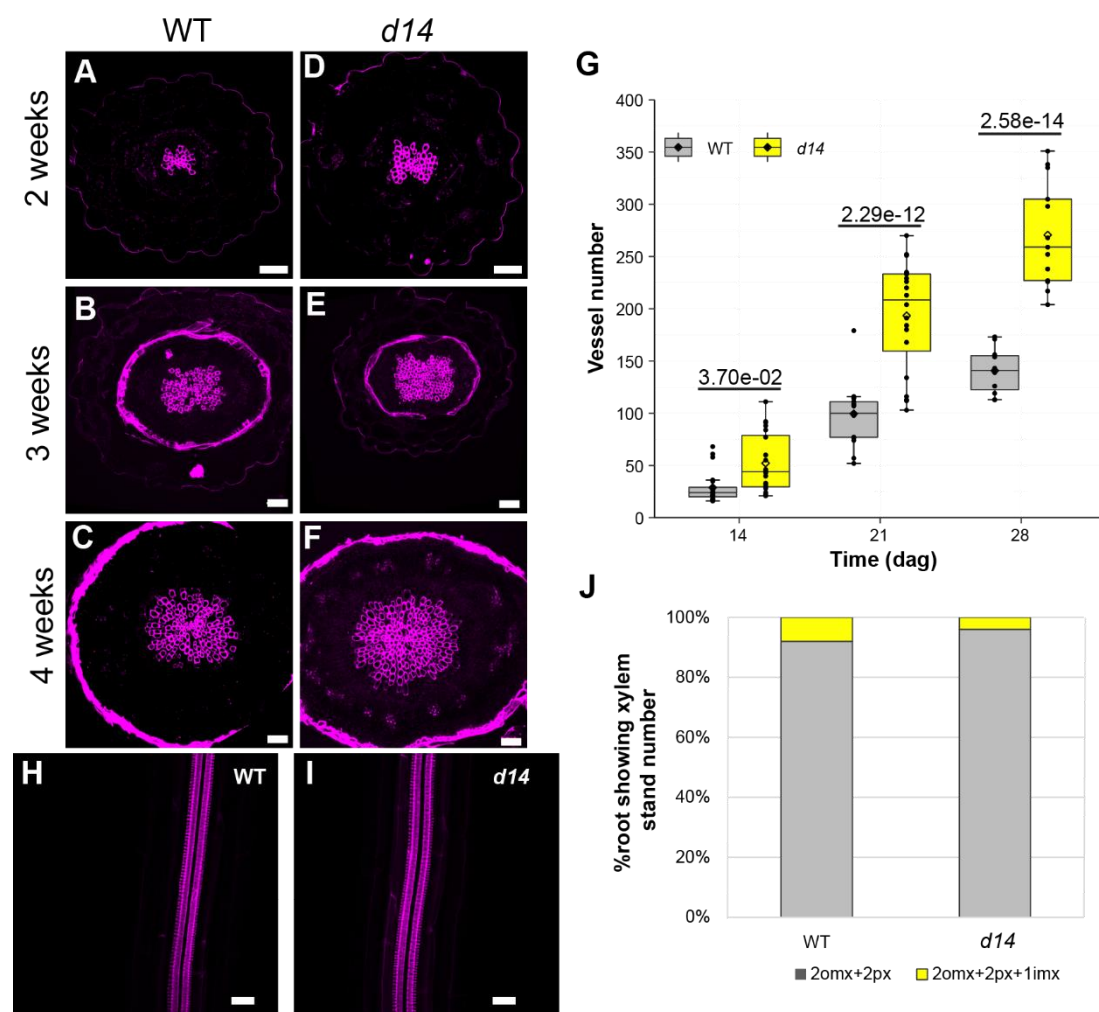 WT
d14
2 weeks
3 weeks
4 weeks
A
D
B
E
C
F
H
WT
I
d14
G
Vessel number
400
350
300
250
200
150
100
50
0
WT
d14
3.70e-02
2.29e-12
2.58e-14
14
21
28
Time (dag)
J
%root showing xylem
stand number
100%
80%
60%
40%
20%
0%
WT
d14
2omx+2px
2omx+2px+1imx